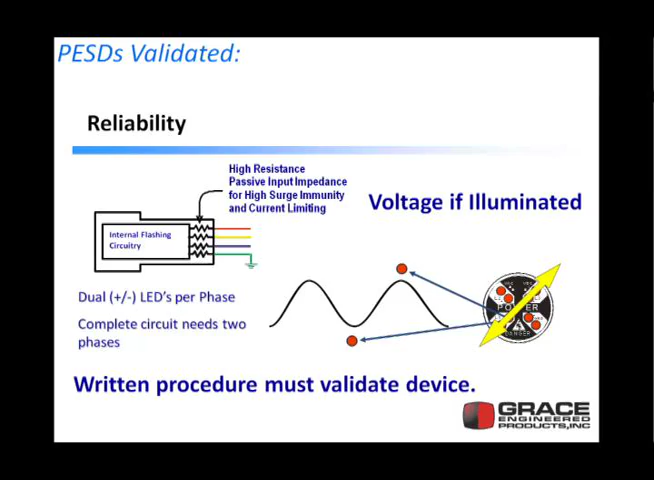 PESDs Validated:
Reliability
High Resistance
Passive Input Impedance
for High Surge Immunity
and Current Limiting
Voltage if Illuminated
Internal Flashing
Circuitry
Dual (+/-) LED's per Phase
Complete circuit needs two
phases
POWER
DANGER
Written procedure must validate device.
GRACE
ENGINEERED
PRODUCTS,INC